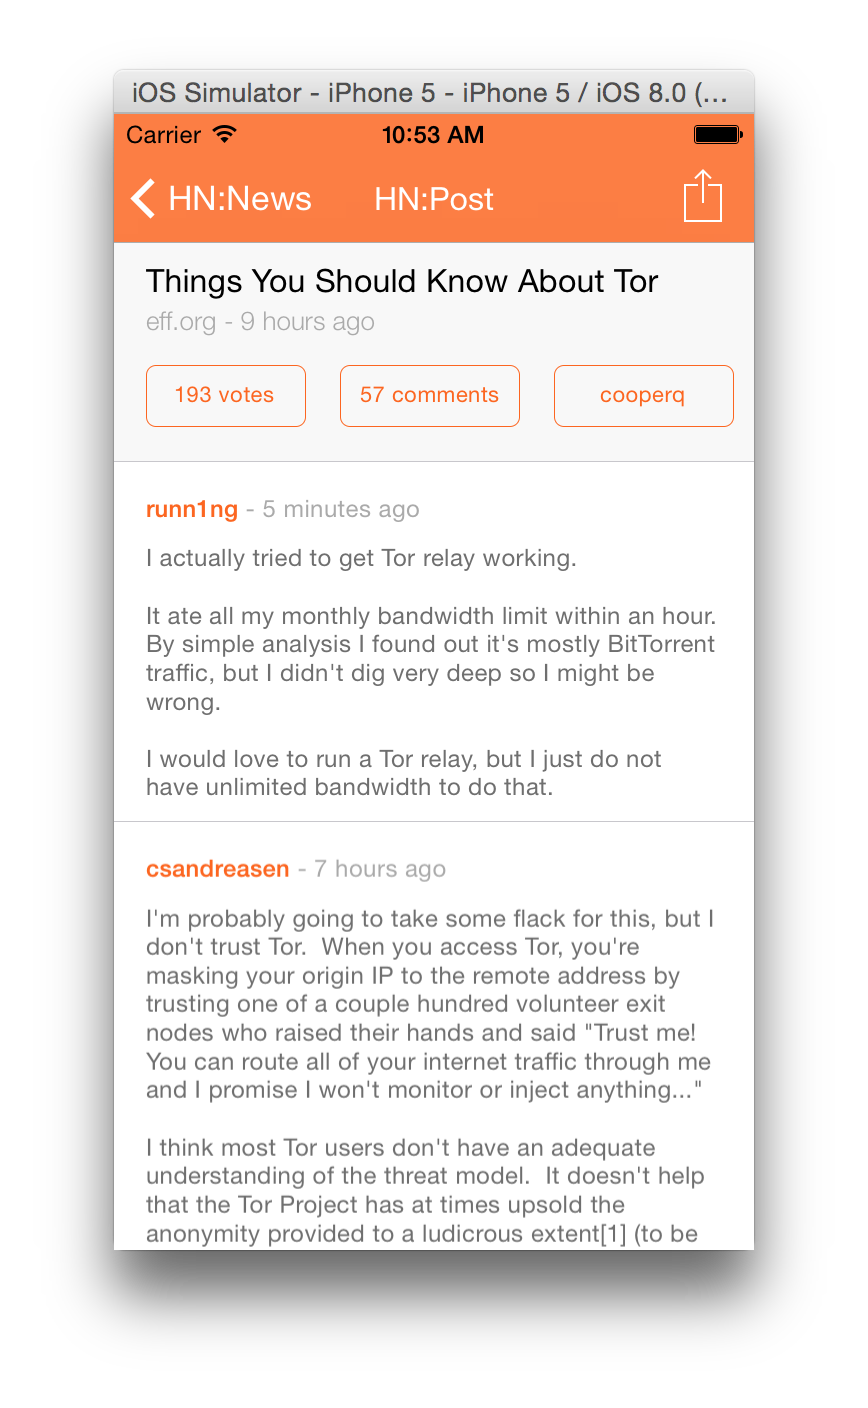 iOS Simulator - iPhone 5 - iPhone 5 / iOS 8.0 (...
Carrier 10:53 AM
HN:News HN:Post
Things You Should Know About Tor
eff.org - 9 hours ago
193 votes 57 comments cooperq
runn1ng - 5 minutes ago
I actually tried to get Tor relay working.
It ate all my monthly bandwidth limit within an hour.
By simple analysis I found out it's mostly BitTorrent
traffic, but I didn't dig very deep so I might be
wrong.
I would love to run a Tor relay, but I just do not
have unlimited bandwidth to do that.
csandreasen - 7 hours ago
I'm probably going to take some flack for this, but I
don't trust Tor.  When you access Tor, you're
masking your origin IP to the remote address by
trusting one of a couple hundred volunteer exit
nodes who raised their hands and said "Trust me!
You can route all of your internet traffic through me
and I promise I won't monitor or inject anything..."
I think most Tor users don't have an adequate
understanding of the threat model.  It doesn't help
that the Tor Project has at times upsold the
anonymity provided to a ludicrous extent[1] (to be